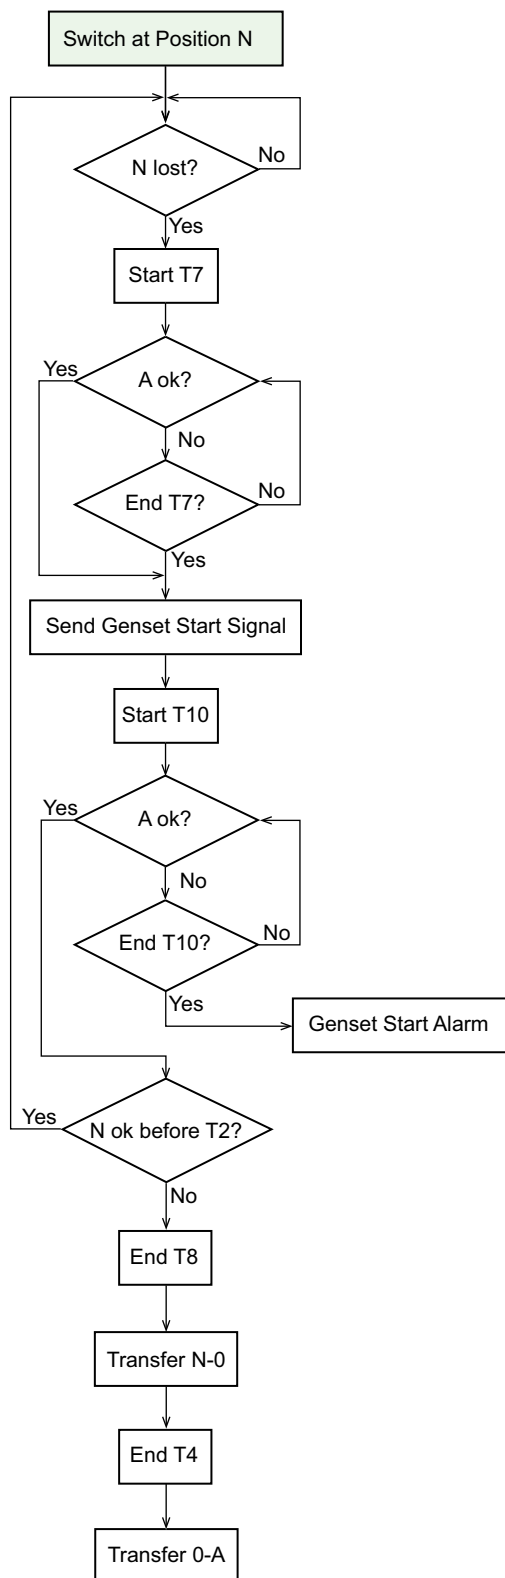 Switch at Position N
N lost?
No
Yes
Start T7
Yes
A ok?
No
End T7?
No
Yes
Send Genset Start Signal
Start T10
Yes
A ok?
No
End T10?
No
Yes
Genset Start Alarm
Yes
N ok before T2?
No
End T8
Transfer N-0
End T4
Transfer 0-A